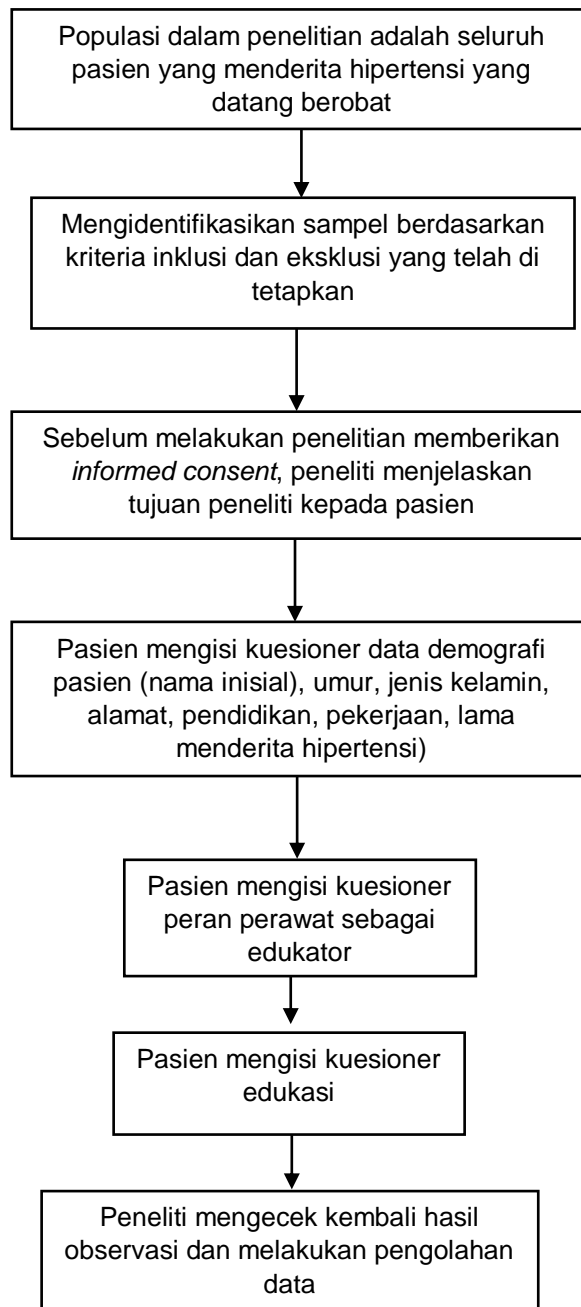 Populasi dalam penelitian adalah seluruh
pasien yang menderita hipertensi yang
datang berobat
Mengidentifikasikan sampel berdasarkan
kriteria inklusi dan eksklusi yang telah di
tetapkan
Sebelum melakukan penelitian memberikan
informed consent, peneliti menjelaskan
tujuan peneliti kepada pasien
Pasien mengisi kuesioner data demografi
pasien (nama inisial), umur, jenis kelamin,
alamat, pendidikan, pekerjaan, lama
menderita hipertensi)
Pasien mengisi kuesioner
peran perawat sebagai
edukator
Pasien mengisi kuesioner
edukasi
Peneliti mengecek kembali hasil
observasi dan melakukan pengolahan
data